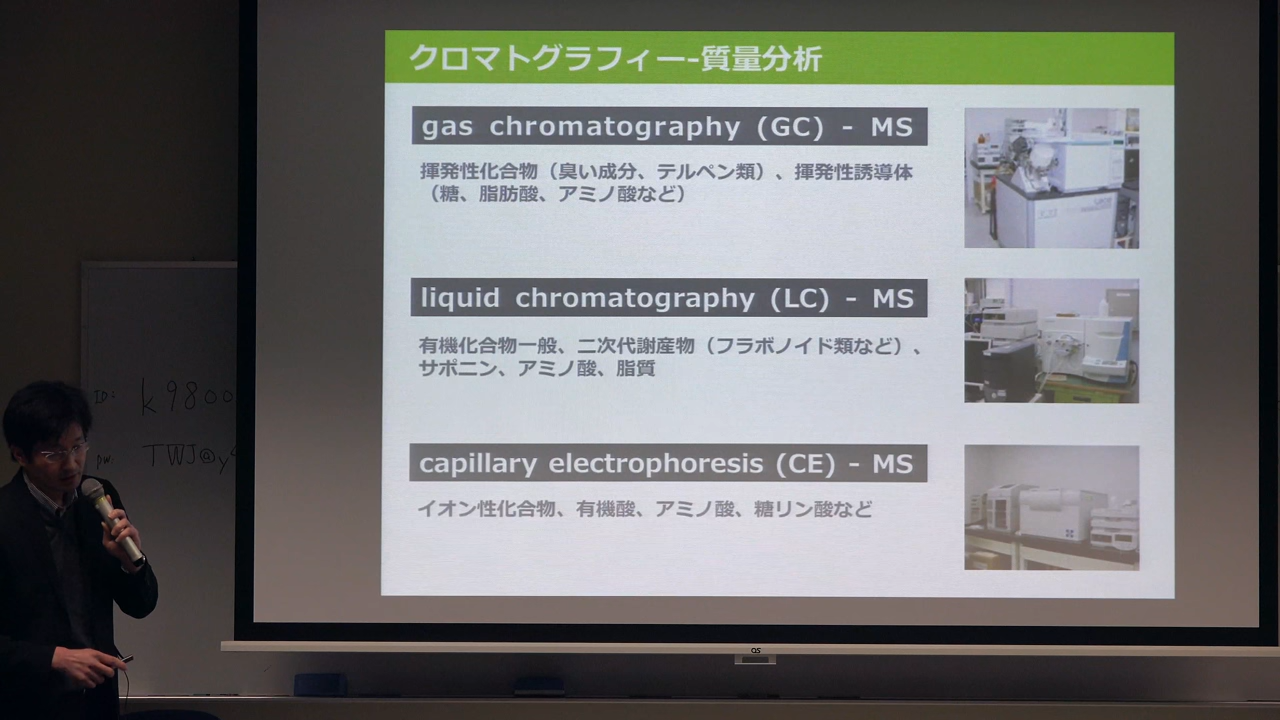 クロマトグラフィー-質量分析
gas chromatography (GC) - MS
揮発性化合物（臭い成分、テルペン類）、揮発性誘導体
（糖、脂肪酸、アミノ酸など）
liquid chromatography (LC) - MS
有機化合物一般、二次代謝産物（フラボノイド類など）、
サポニン、アミノ酸、脂質
capillary electrophoresis (CE) - MS
イオン性化合物、有機酸、アミノ酸、糖リン酸など
ID: k9800
pw: TWJ@y
OS